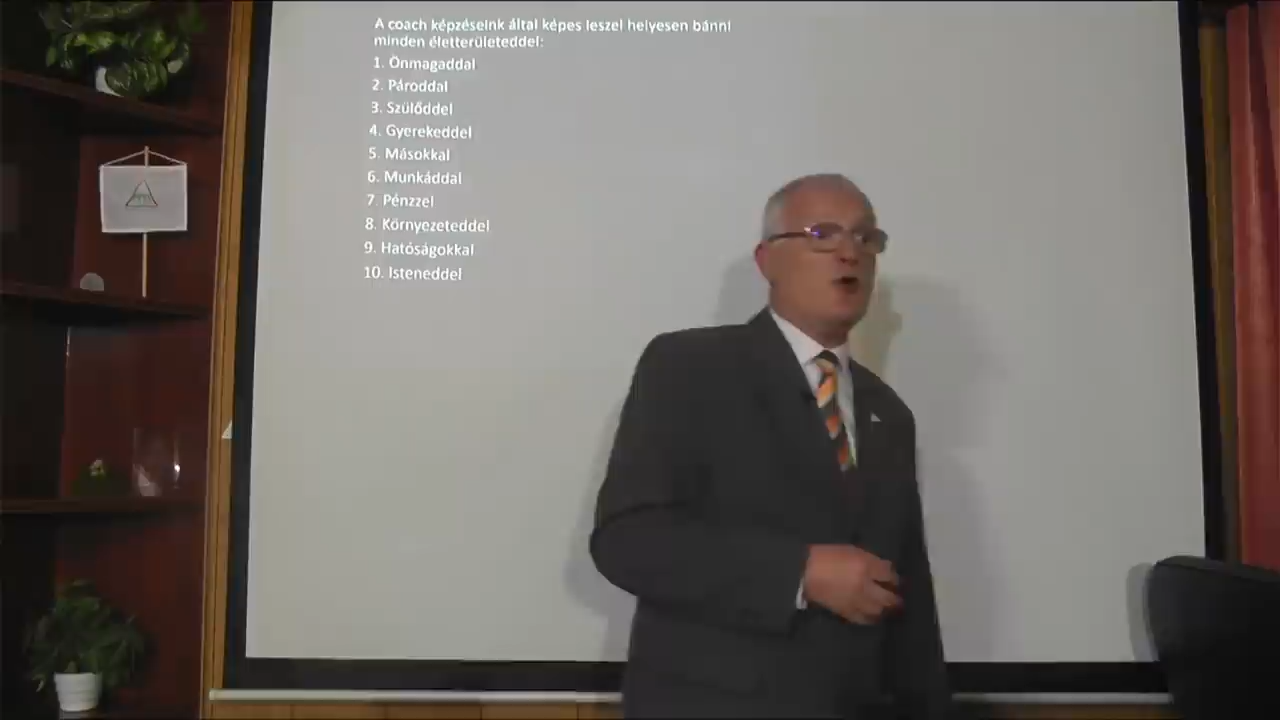 A coach képzéseink által képes leszel helyesen bánni
minden életterületeddel:
1. Önmagaddal
2. Pároddal
3. Szülőddel
4. Gyerekeddel
5. Másokkal
6. Munkáddal
7. Pénzzel
8. Környezeteddel
9. Hatóságokkal
10. Isteneddel